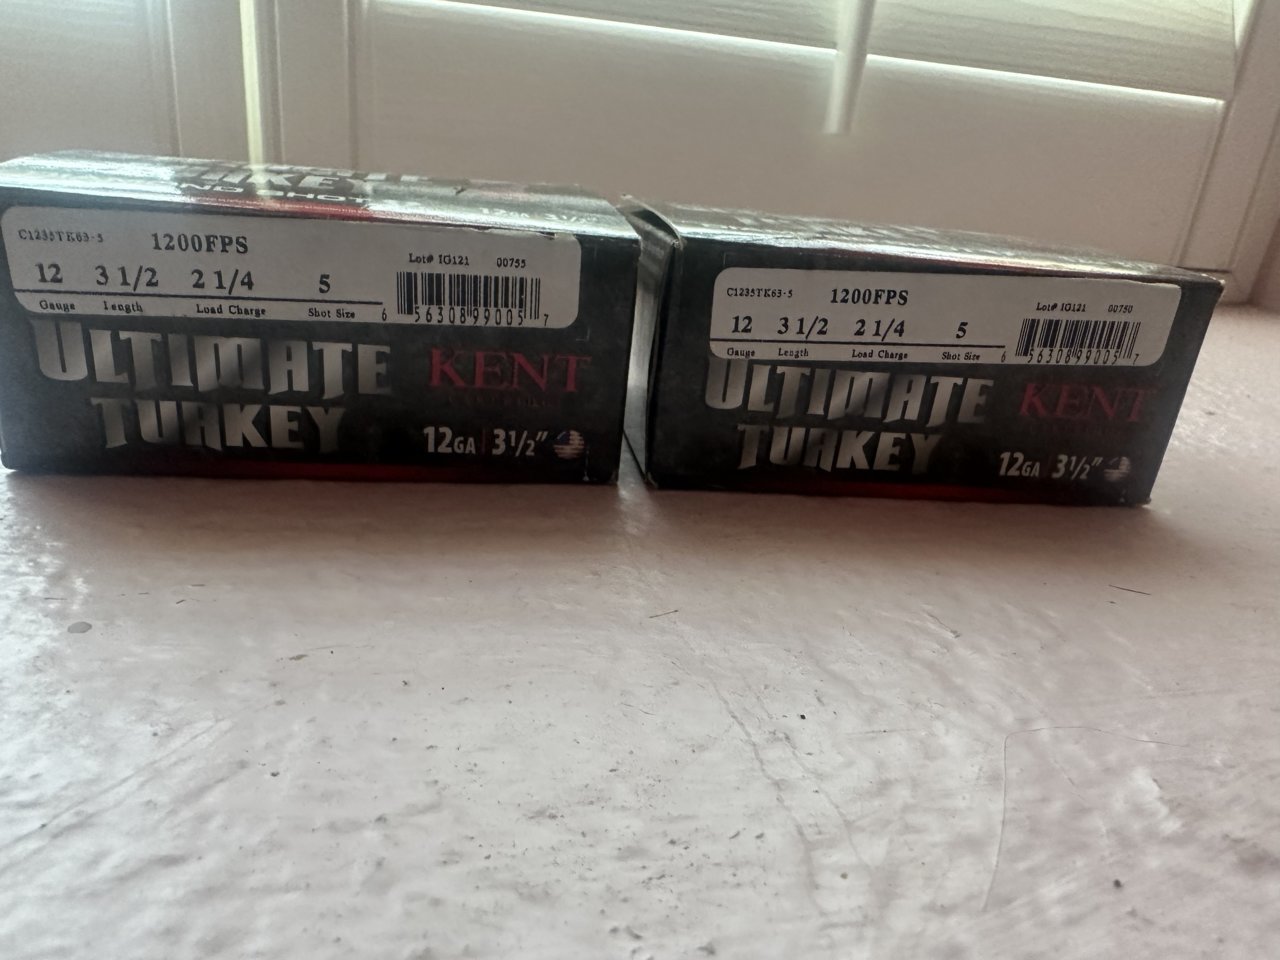 C1235TK63-5 1200FPS Lot# IG121 00755
12 3 1/2 2 1/4 5
Gauge Length Load Charge Shot Size
6 56308 99005 7
ULTIMATE
TURKEY
KENT
12GA 3 1/2"
C1235TK63-5 1200FPS Lot# IG121 00750
12 3 1/2 2 1/4 5
Gauge Length Load Charge Shot Size
6 56308 99005 7
ULTIMATE
TURKEY
KENT
12GA 3 1/2"